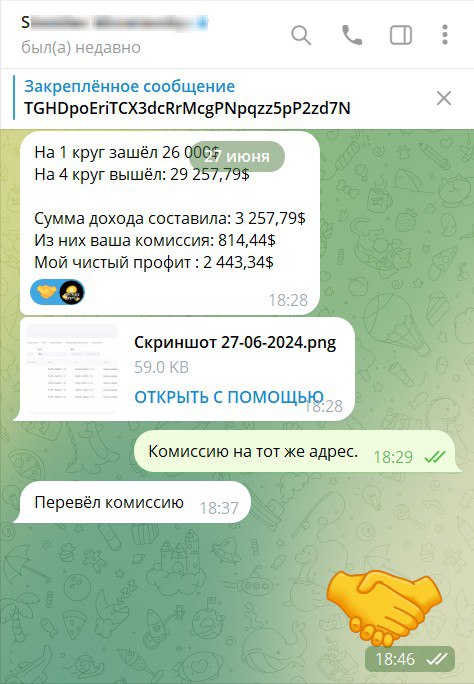 S
был(а) недавно
Закреплённое сообщение
TGHDpoEriTCX3dcRrMcgPNpqzz5pP2zd7N
27 июня
На 1 круг зашёл 26 000$
На 4 круг вышёл: 29 257,79$
Сумма дохода составила: 3 257,79$
Из них ваша комиссия: 814,44$
Мой чистый профит : 2 443,34$
18:28
Скриншот 27-06-2024.png
59.0 KB
ОТКРЫТЬ С ПОМОЩЬЮ
18:28
Комиссию на тот же адрес.
18:29
Перевёл комиссию
18:37
18:46